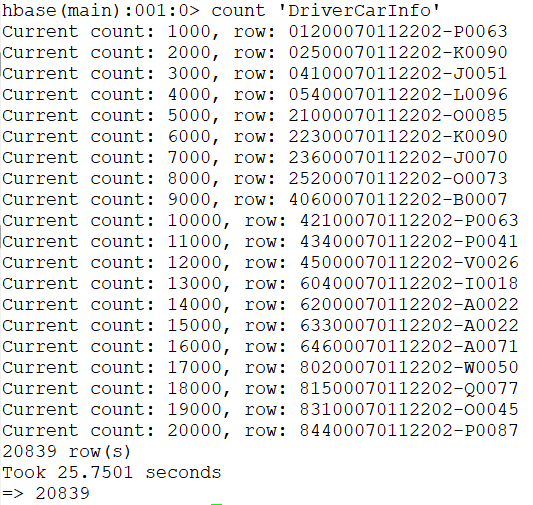 hbase(main):001:0> count 'DriverCarInfo'
Current count: 1000, row: 01200070112202-P0063
Current count: 2000, row: 02500070112202-K0090
Current count: 3000, row: 04100070112202-J0051
Current count: 4000, row: 05400070112202-L0096
Current count: 5000, row: 21000070112202-O0085
Current count: 6000, row: 22300070112202-K0090
Current count: 7000, row: 23600070112202-J0070
Current count: 8000, row: 25200070112202-O0073
Current count: 9000, row: 40600070112202-B0007
Current count: 10000, row: 42100070112202-P0063
Current count: 11000, row: 43400070112202-P0041
Current count: 12000, row: 45000070112202-V0026
Current count: 13000, row: 60400070112202-I0018
Current count: 14000, row: 62000070112202-A0022
Current count: 15000, row: 63300070112202-A0022
Current count: 16000, row: 64600070112202-A0071
Current count: 17000, row: 80200070112202-W0050
Current count: 18000, row: 81500070112202-Q0077
Current count: 19000, row: 83100070112202-O0045
Current count: 20000, row: 84400070112202-P0087
20839 row(s)
Took 25.7501 seconds
=> 20839